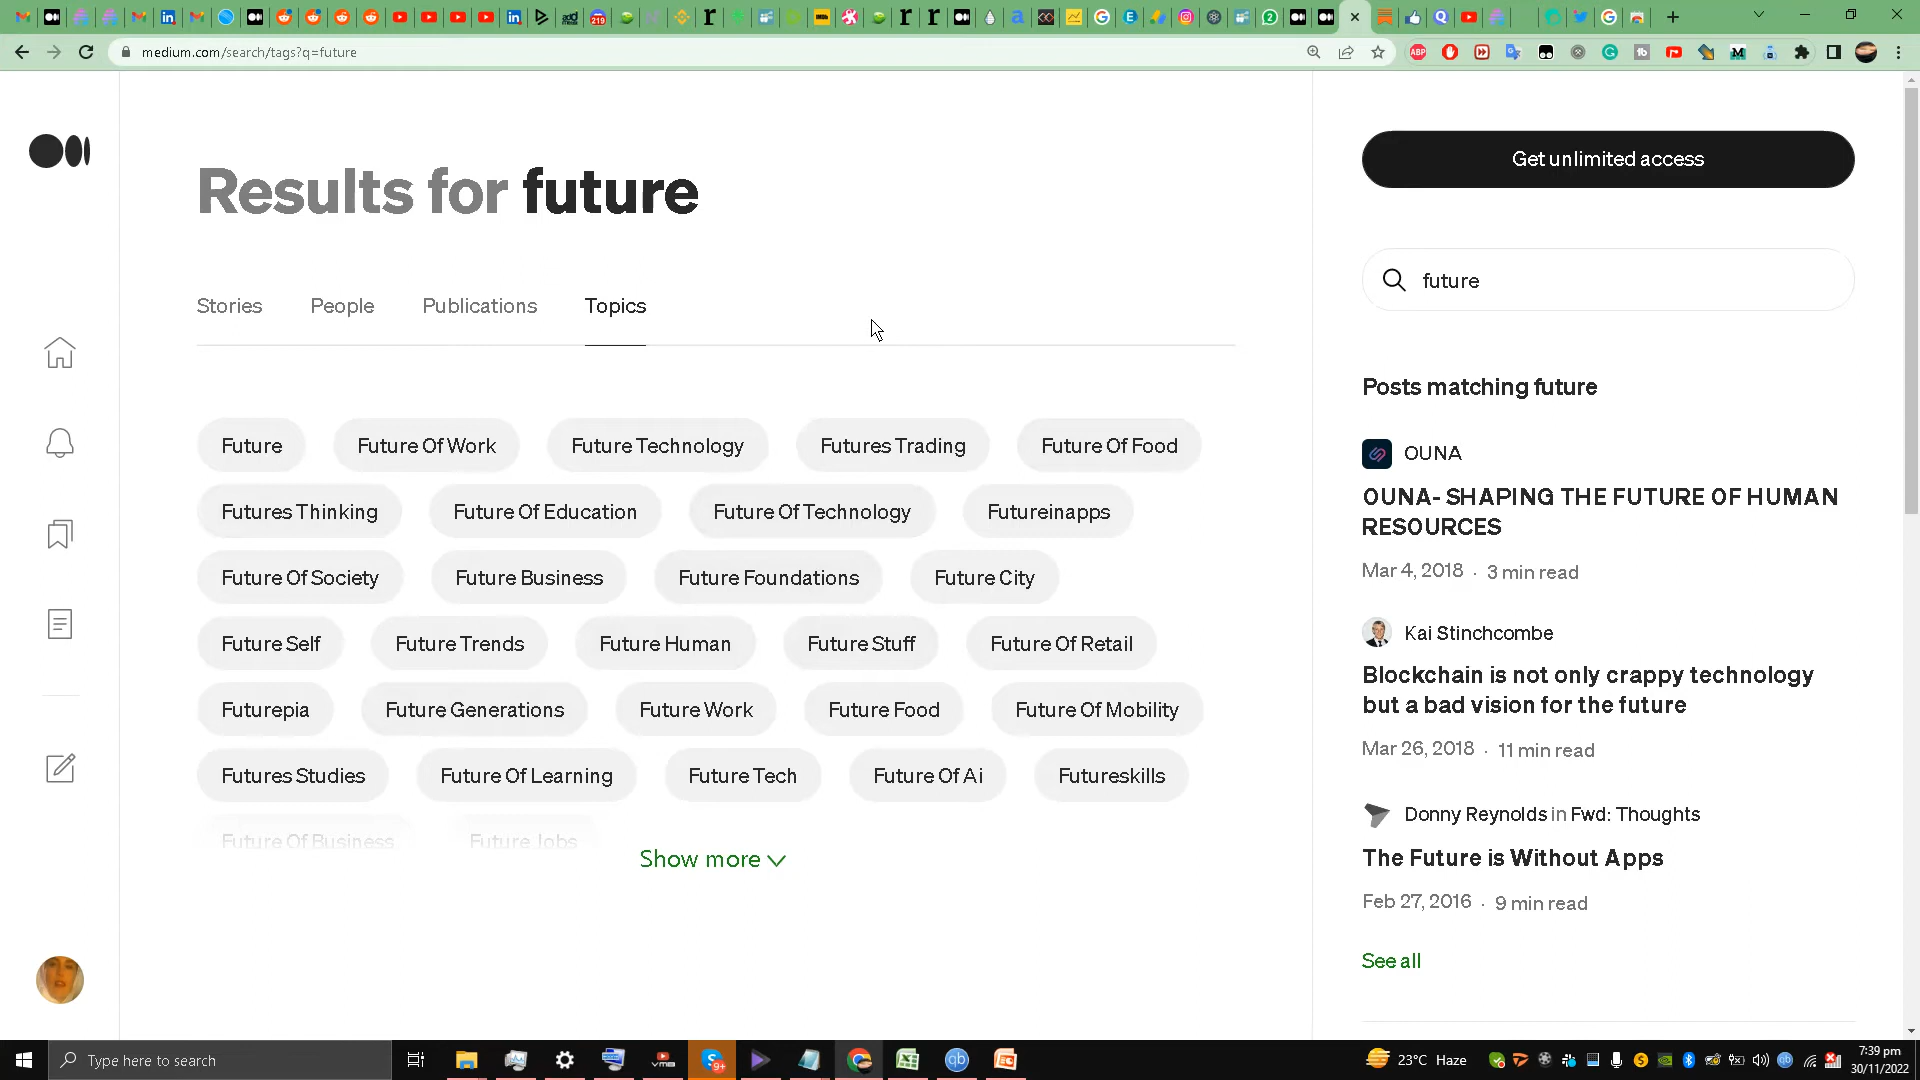 medium.com/search/tags?q=future
Results for future
Stories People Publications Topics
Future Future Of Work Future Technology Futures Trading Future Of Food
Futures Thinking Future Of Education Future Of Technology Futureinapps
Future Of Society Future Business Future Foundations Future City
Future Self Future Trends Future Human Future Stuff Future Of Retail
Futurepia Future Generations Future Work Future Food Future Of Mobility
Futures Studies Future Of Learning Future Tech Future Of Ai Futureskills
Future Of Business Future Jobs
Show more
Get unlimited access
future
Posts matching future
OUNA
OUNA- SHAPING THE FUTURE OF HUMAN
RESOURCES
Mar 4, 2018 · 3 min read
Kai Stinchcombe
Blockchain is not only crappy technology
but a bad vision for the future
Mar 26, 2018 · 11 min read
Donny Reynolds in Fwd: Thoughts
The Future is Without Apps
Feb 27, 2016 · 9 min read
See all
Type here to search
9+
23°C Haze
7:39 pm
30/11/2022